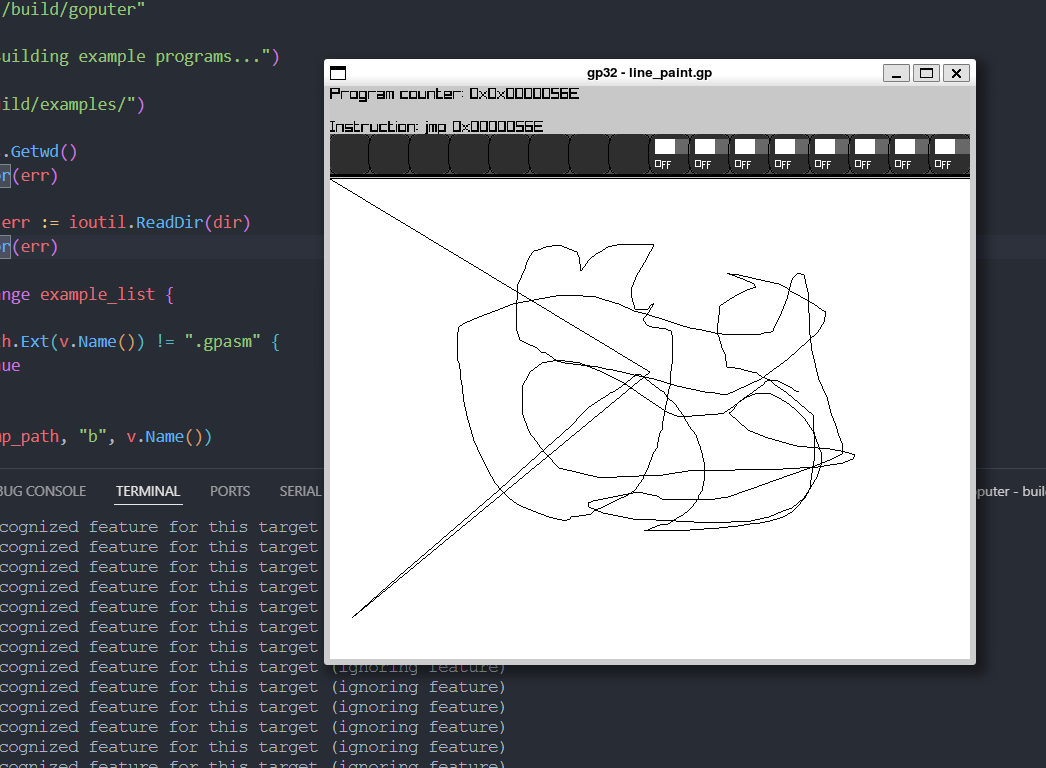 /build/goputer"
uilding example programs...")
ild/examples/")
s.Getwd()
or(err)
err := ioutil.ReadDir(dir)
or(err)
nge example_list {
th.Ext(v.Name()) != ".gpasm" {
nue
mp_path, "b", v.Name())
gp32 - line_paint.gp
Program counter: 0x0x0000056E
Instruction: jmp 0x0000056E
OFF OFF OFF OFF OFF OFF OFF OFF
BUG CONSOLE TERMINAL PORTS SERIAL
puter - buil
cognized feature for this target
cognized feature for this target
cognized feature for this target
cognized feature for this target
cognized feature for this target
cognized feature for this target
cognized feature for this target
cognized feature for this target (ignoring feature)
cognized feature for this target (ignoring feature)
cognized feature for this target (ignoring feature)
cognized feature for this target (ignoring feature)
cognized feature for this target (ignoring feature)
cognized feature for this target (ignoring feature)